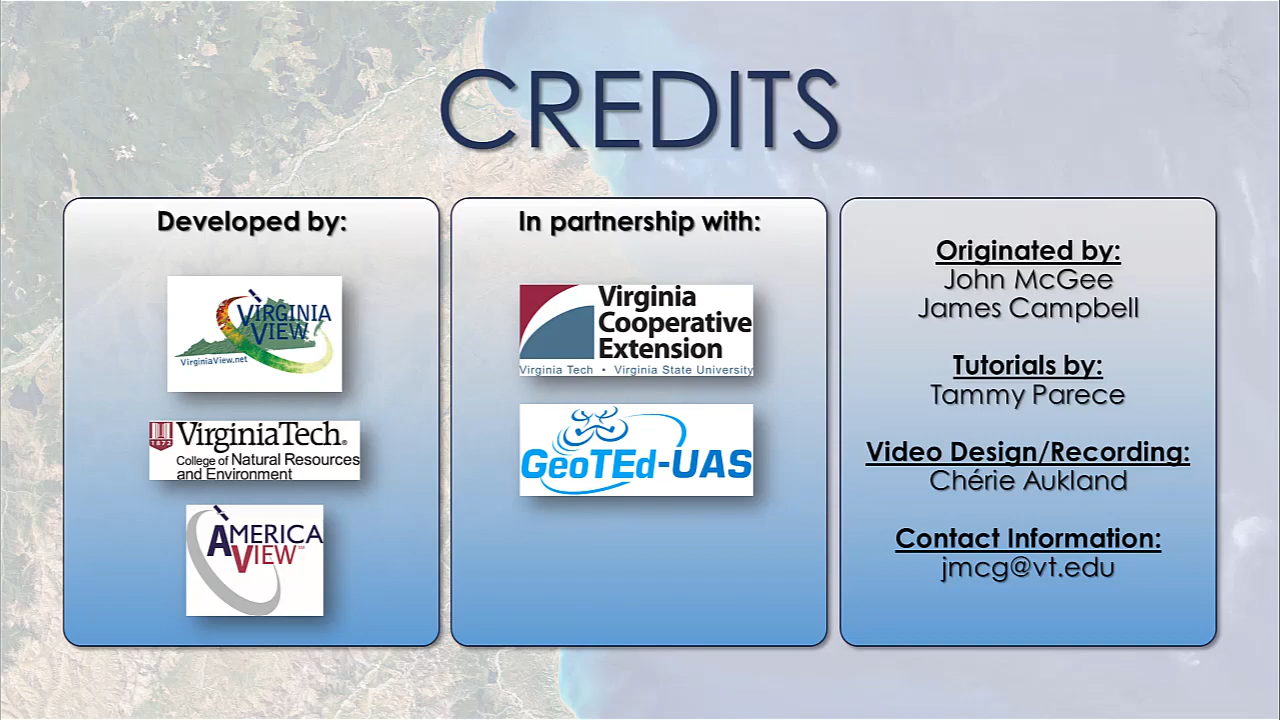 CREDITS
Developed by:
VIRGINIA
VIEW
VirginiaView.net
1872
VirginiaTech®
College of Natural Resources
and Environment
AMERICA
VIEW™
In partnership with:
Virginia
Cooperative
Extension
Virginia Tech • Virginia State University
GeoTEd-UAS
Originated by:
John McGee
James Campbell
Tutorials by:
Tammy Parece
Video Design/Recording:
Chérie Aukland
Contact Information:
jmcg@vt.edu